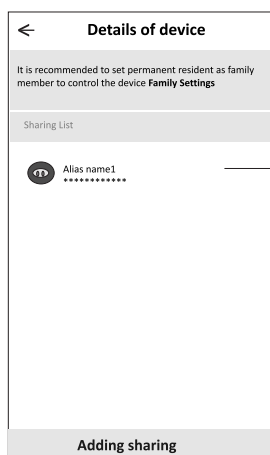 Details of device
It is recommended to set permanent resident as family
member to control the device Family Settings
Sharing List
Alias name1
************
Adding sharing